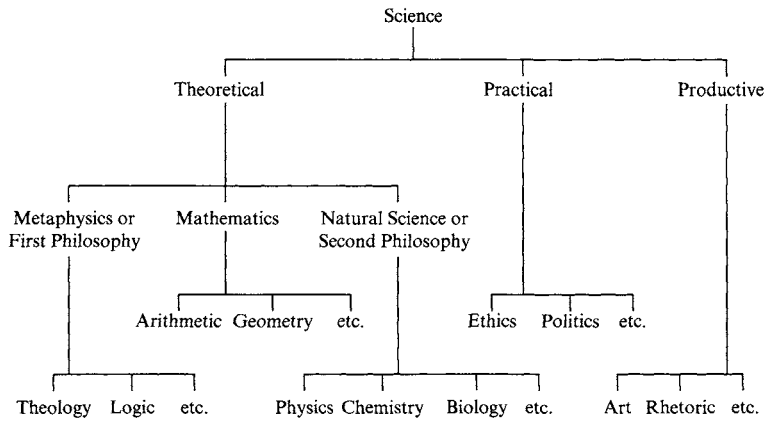 Science
Theoretical Practical Productive
Metaphysics or Mathematics Natural Science or
First Philosophy Second Philosophy
Arithmetic Geometry etc. Ethics Politics etc.
Theology Logic etc. Physics Chemistry Biology etc. Art Rhetoric etc.